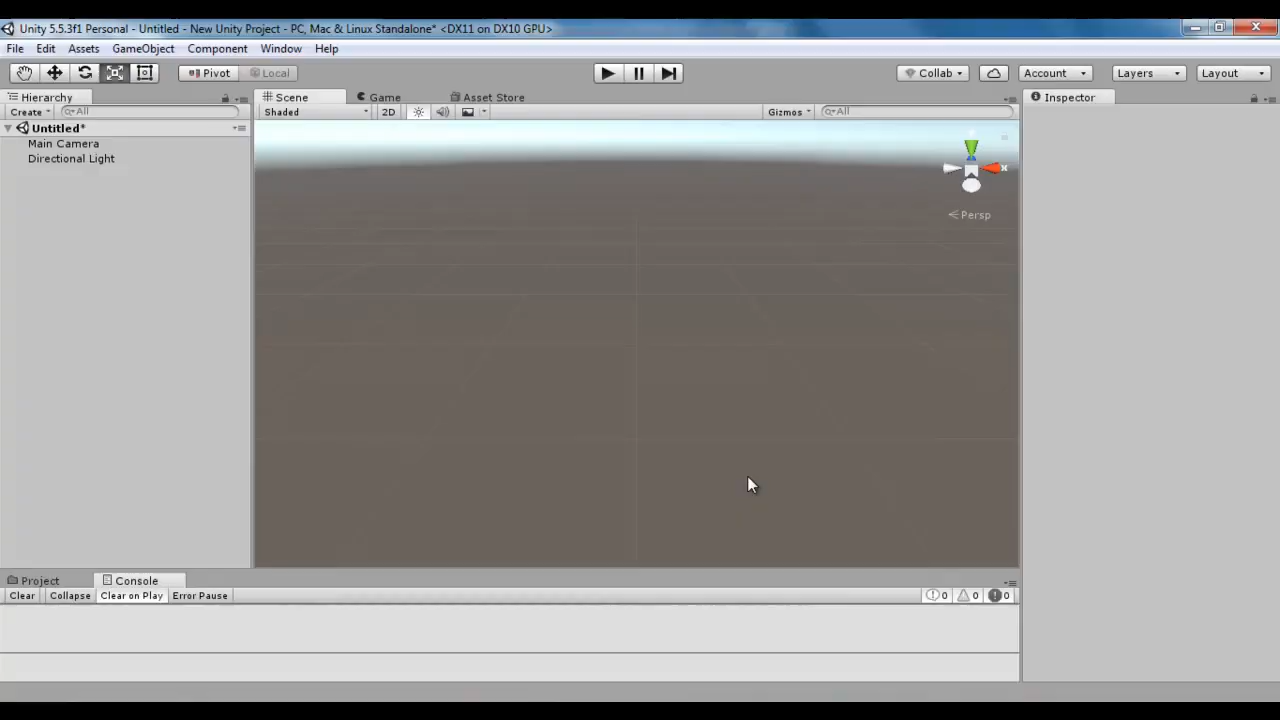 Unity 5.5.3f1 Personal - Untitled - New Unity Project - PC, Mac & Linux Standalone* <DX11 on DX10 GPU>
File Edit Assets GameObject Component Window Help
Pivot Local Collab Account Layers Layout
Hierarchy Scene Game Asset Store Inspector
Create All Shaded 2D Gizmos All
Untitled*
Main Camera
Directional Light
x
Persp
Project Console
Clear Collapse Clear on Play Error Pause 0 0 0